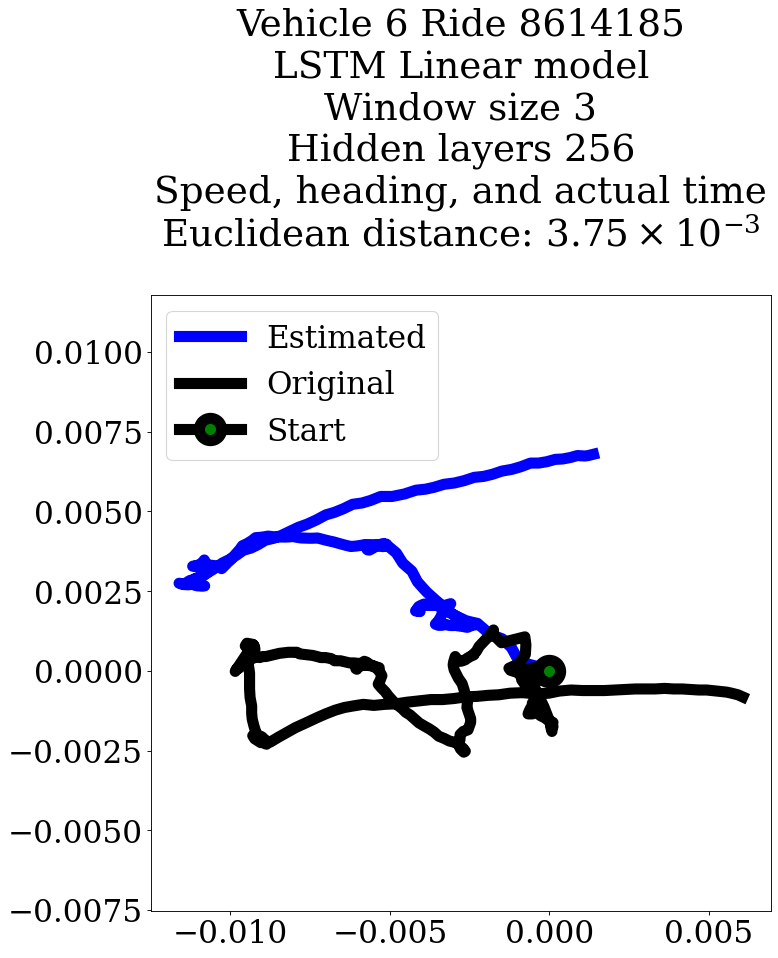 Vehicle 6 Ride 8614185
LSTM Linear model
Window size 3
Hidden layers 256
Speed, heading, and actual time
Euclidean distance: 3.75 × 10⁻³
Estimated
Original
Start
0.0100
0.0075
0.0050
0.0025
0.0000
−0.0025
−0.0050
−0.0075
−0.010 −0.005 0.000 0.005